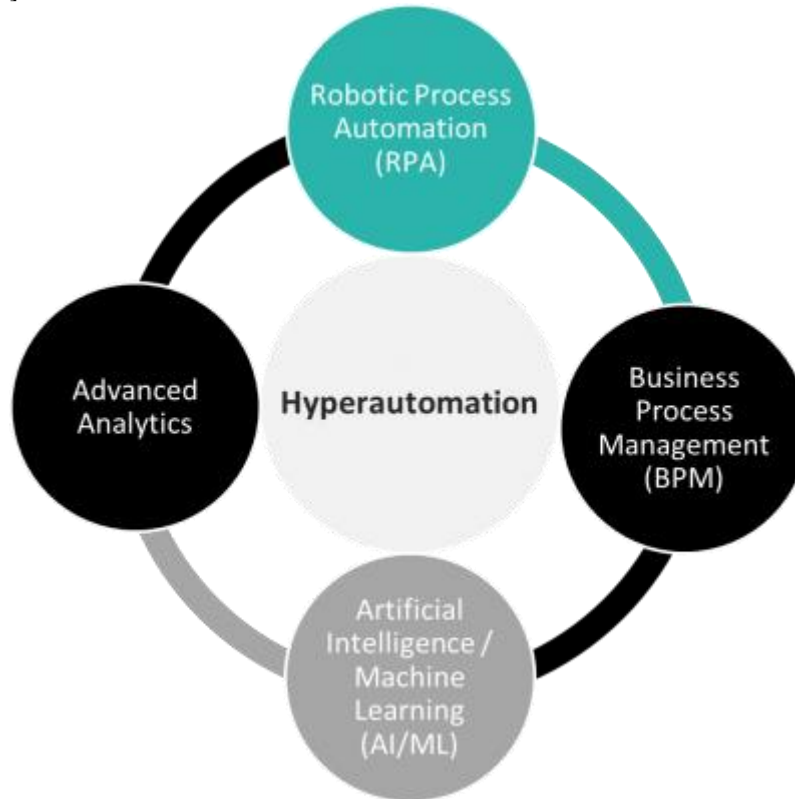 Robotic Process
Automation
(RPA)
Advanced
Analytics
Hyperautomation
Business
Process
Management
(BPM)
Artificial
Intelligence /
Machine
Learning
(AI/ML)